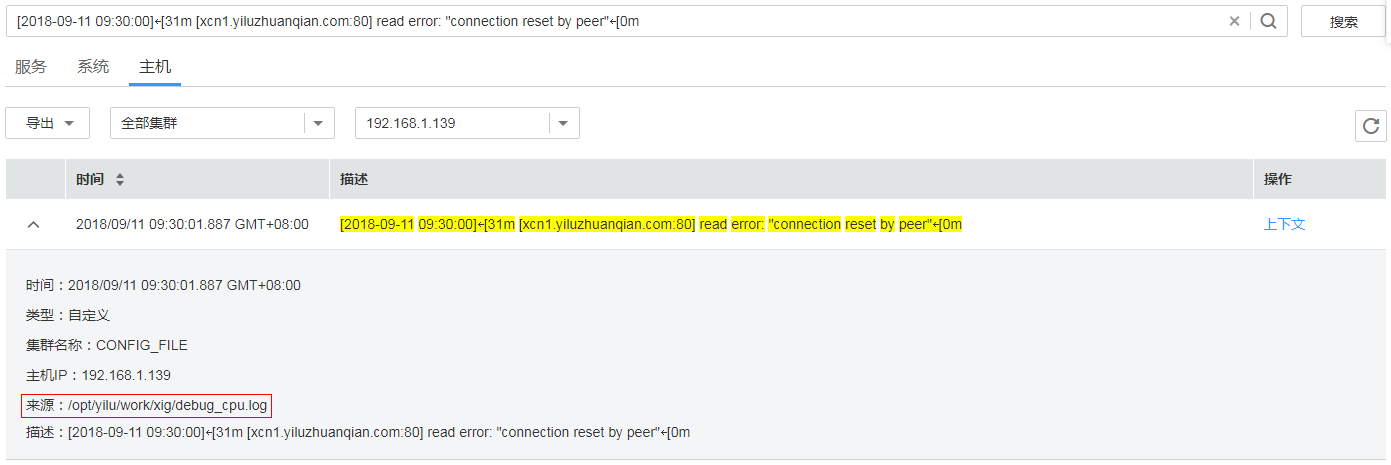 [2018-09-11 09:30:00]←[31m [xcn1.yiluzhuanqian.com:80] read error: "connection reset by peer"←[0m
搜索
服务 系统 主机
导出 全部集群 192.168.1.139
时间 描述 操作
2018/09/11 09:30:01.887 GMT+08:00 [2018-09-11 09:30:00]←[31m [xcn1.yiluzhuanqian.com:80] read error: "connection reset by peer"←[0m 上下文
时间：2018/09/11 09:30:01.887 GMT+08:00
类型：自定义
集群名称：CONFIG_FILE
主机IP：192.168.1.139
来源：/opt/yilu/work/xig/debug_cpu.log
描述：[2018-09-11 09:30:00]←[31m [xcn1.yiluzhuanqian.com:80] read error: "connection reset by peer"←[0m